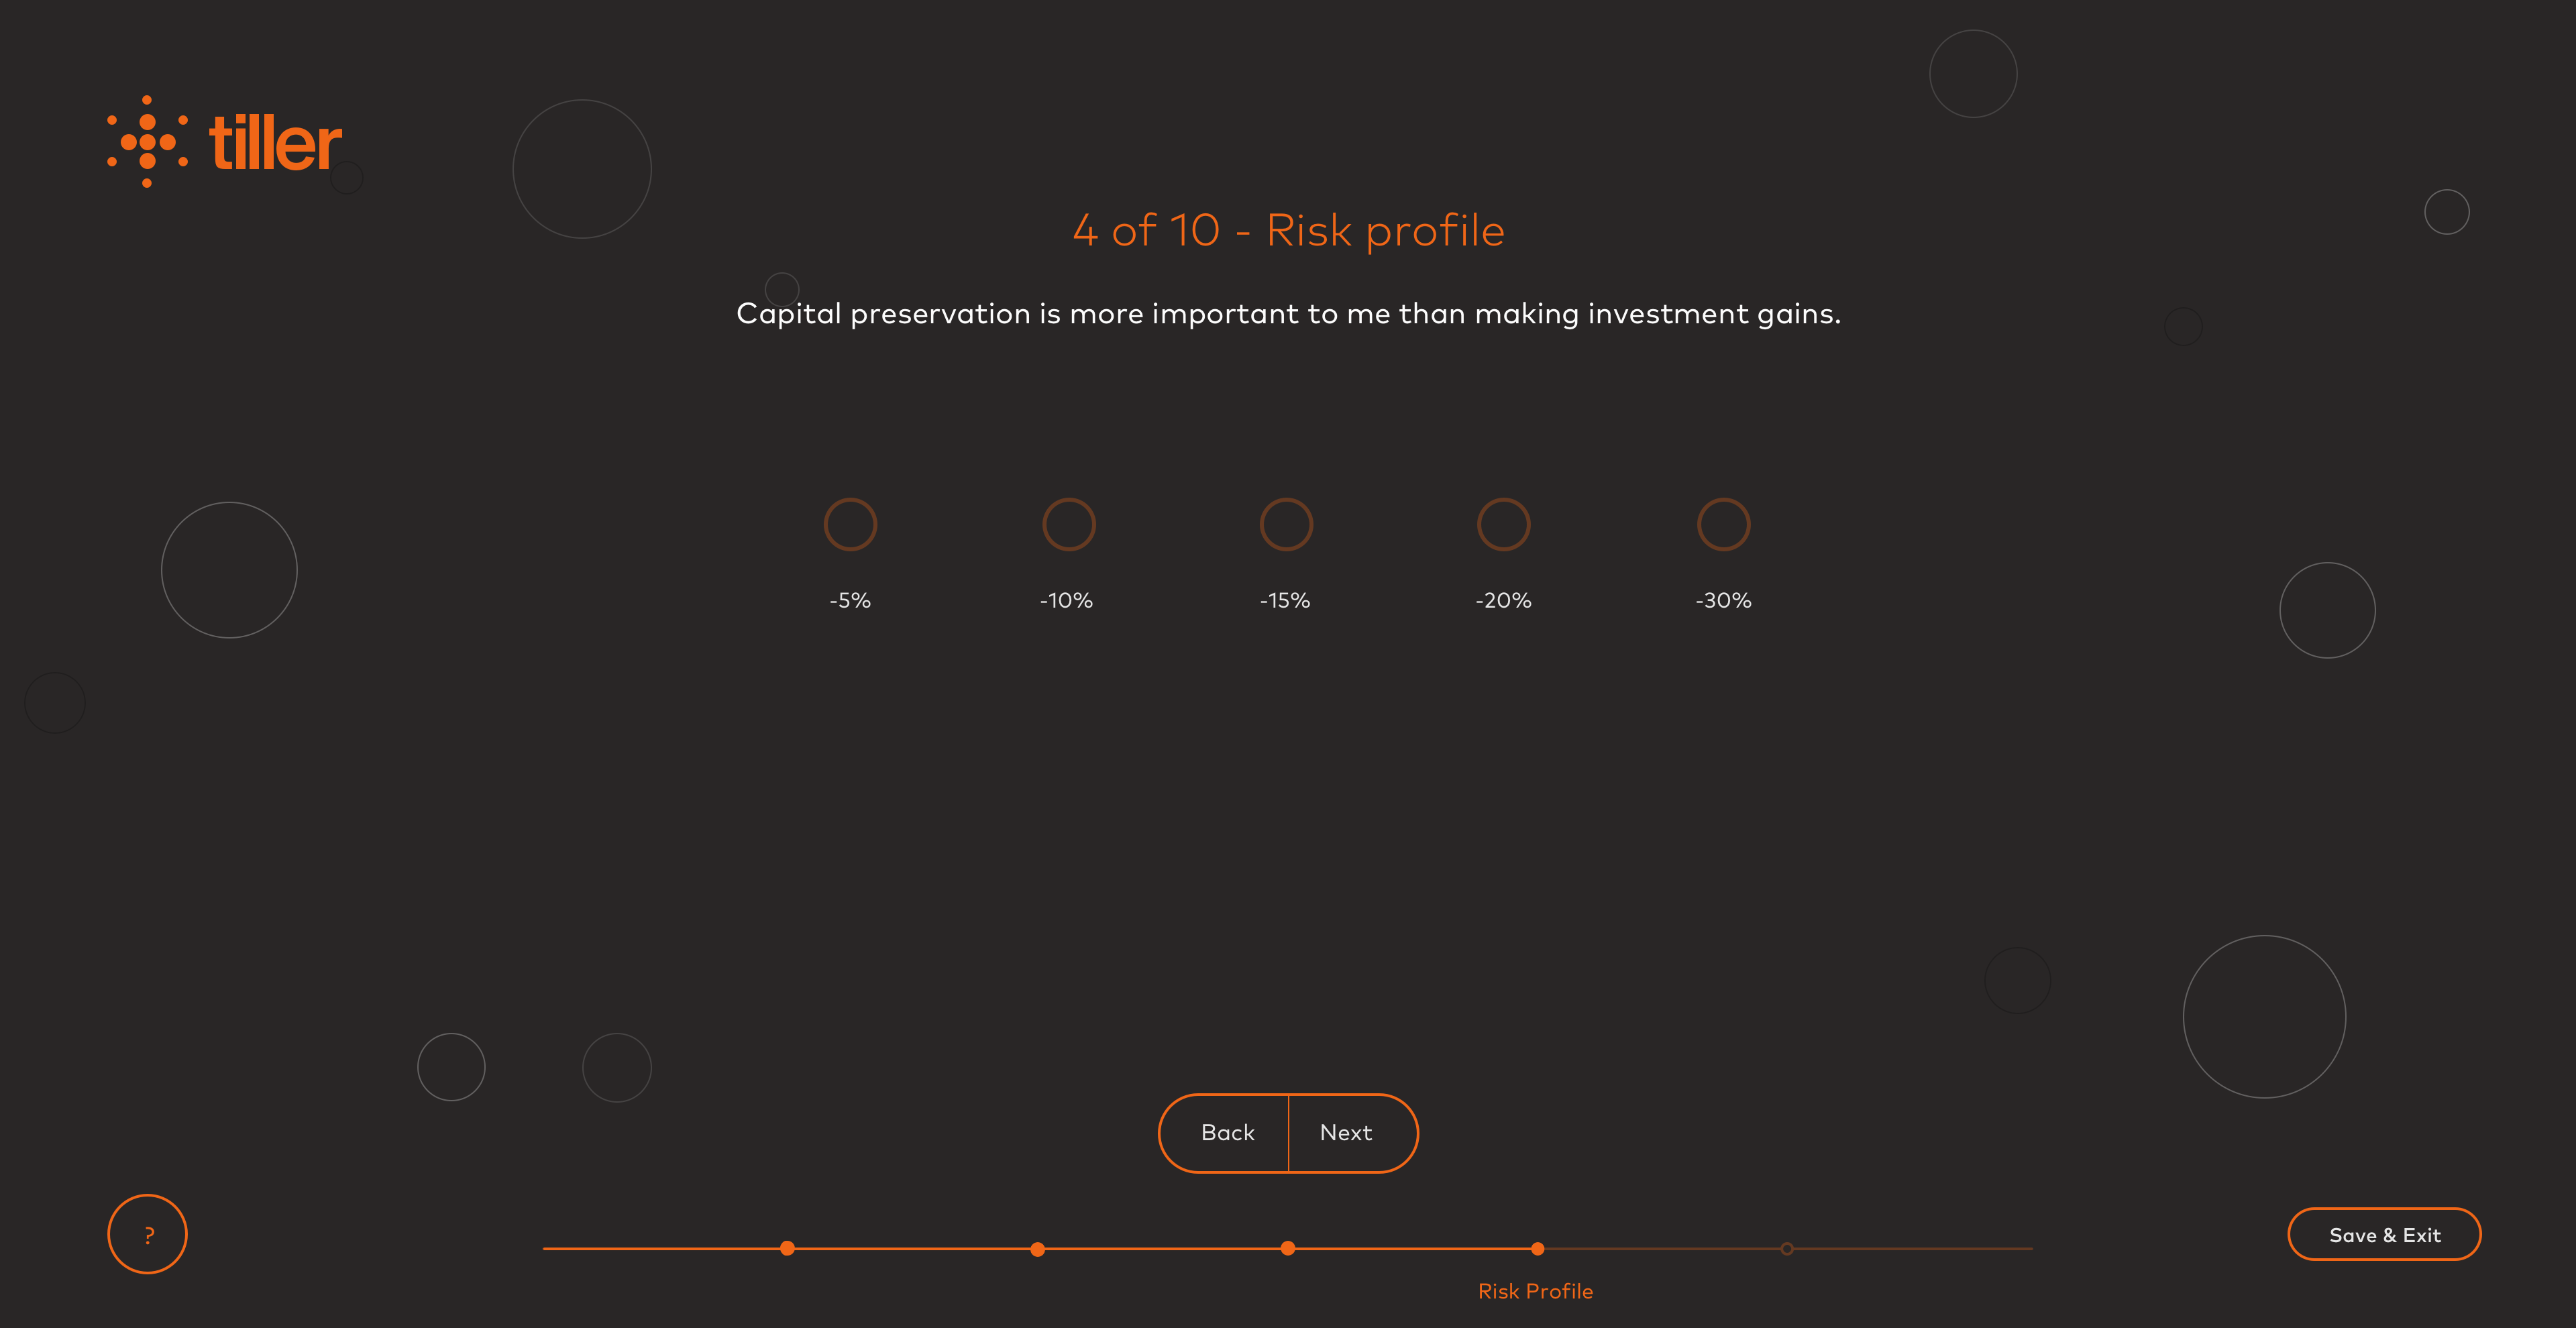 tiller
4 of 10 - Risk profile
Capital preservation is more important to me than making investment gains.
-5%
-10%
-15%
-20%
-30%
Back
Next
?
Save & Exit
Risk Profile